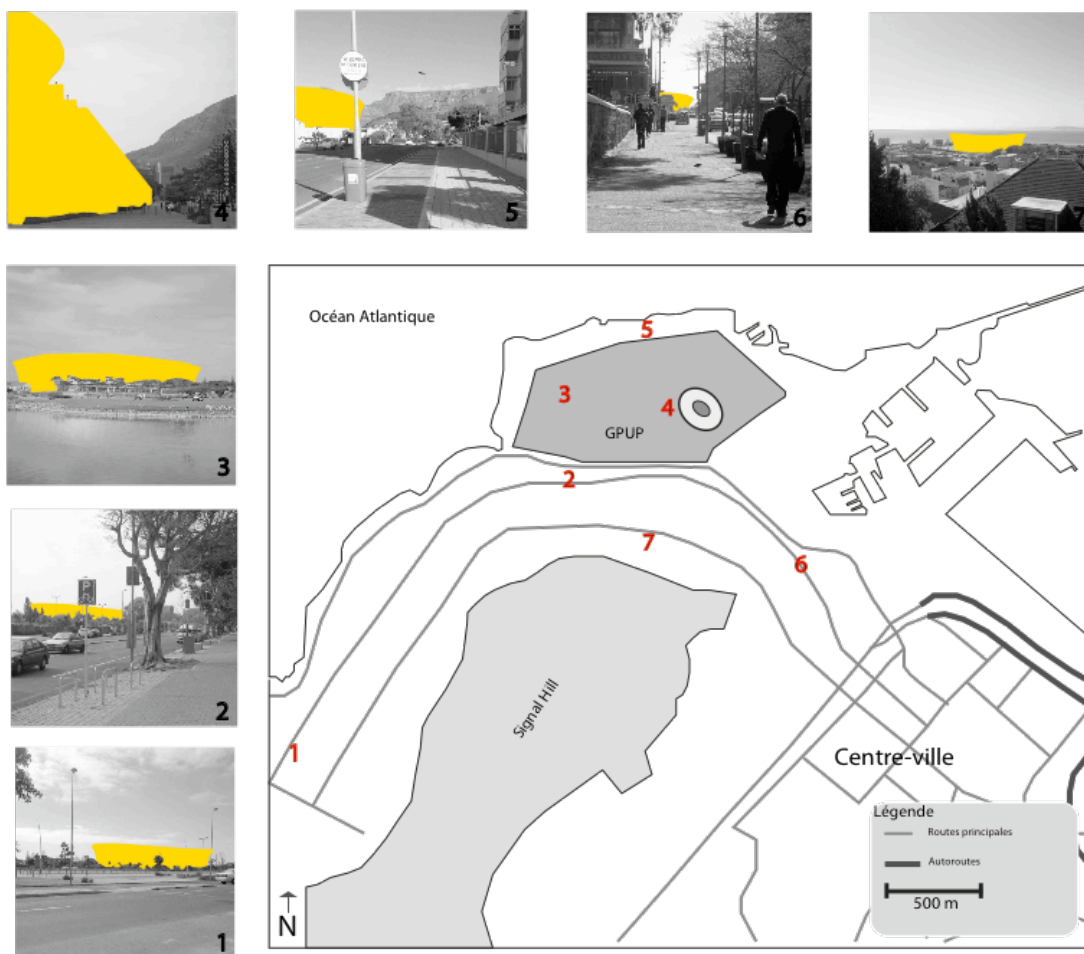 4
5
6
7
3
2
1
Océan Atlantique
5
3
4
GPUP
2
7
6
Signal Hill
1
Centre-ville
Légende
Routes principales
Autoroutes
500 m
N